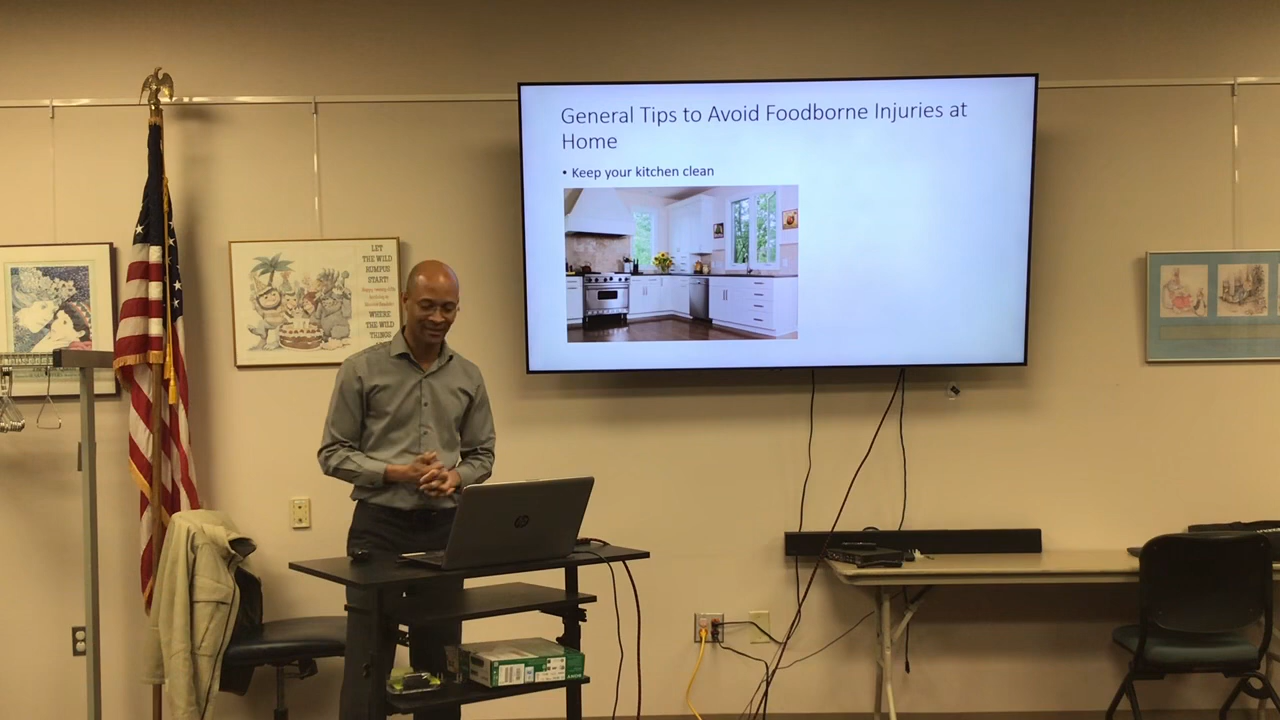 General Tips to Avoid Foodborne Injuries at
Home
• Keep your kitchen clean
LET
THE WILD
RUMPUS
START!
WHERE
THE WILD
THINGS
hp